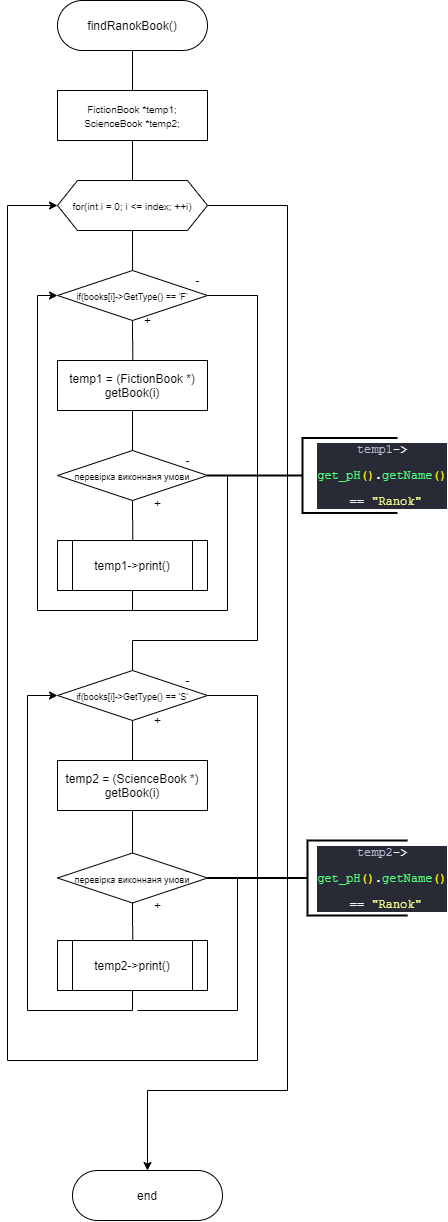 findRanokBook()
FictionBook *temp1;
ScienceBook *temp2;
for(int i = 0; i <= index; ++i)
-
if(books[i]->GetType() == 'F'
+
temp1 = (FictionBook *)
getBook(i)
-
перевірка виконнаня умови
+
temp1->
get_pH().getName()
== "Ranok"
temp1->print()
-
if(books[i]->GetType() == 'S'
+
temp2 = (ScienceBook *)
getBook(i)
перевірка виконнаня умови
+
temp2->
get_pH().getName()
== "Ranok"
temp2->print()
end